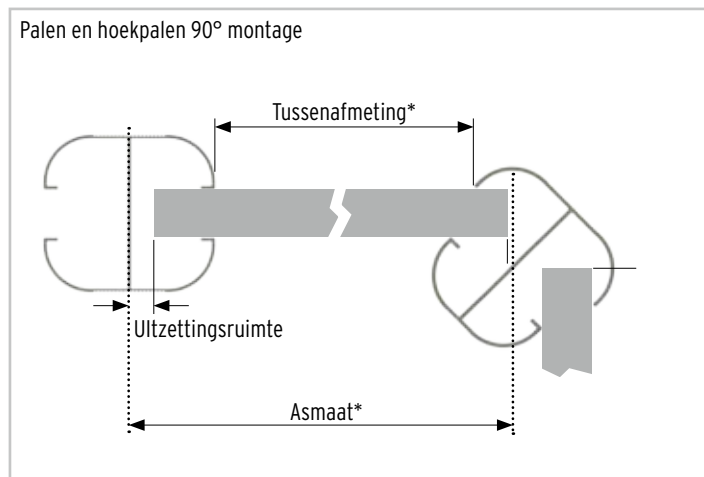 Palen en hoekpalen 90° montage
Tussenafmeting*
UItzettingsruimte
Asmaat*